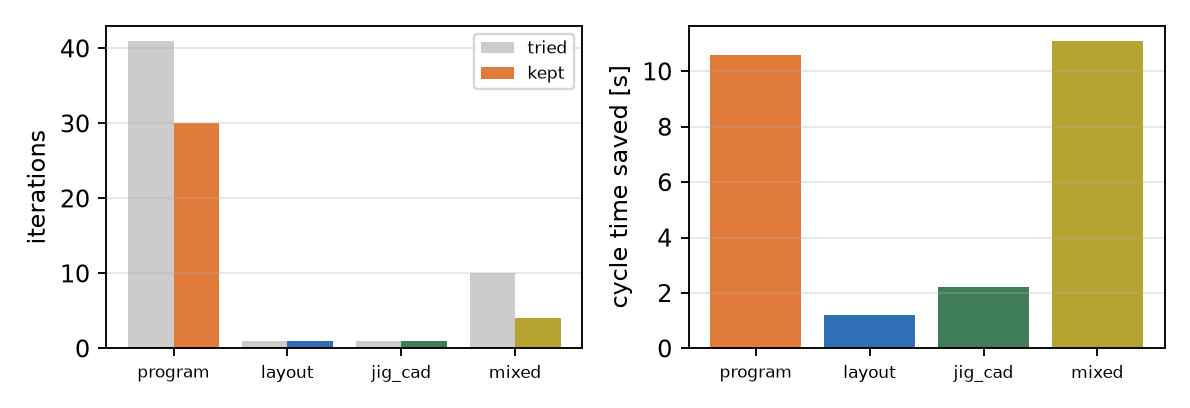 iterations
40
30
20
10
0
tried
kept
program layout jig_cad mixed
cycle time saved [s]
10
8
6
4
2
0
program layout jig_cad mixed